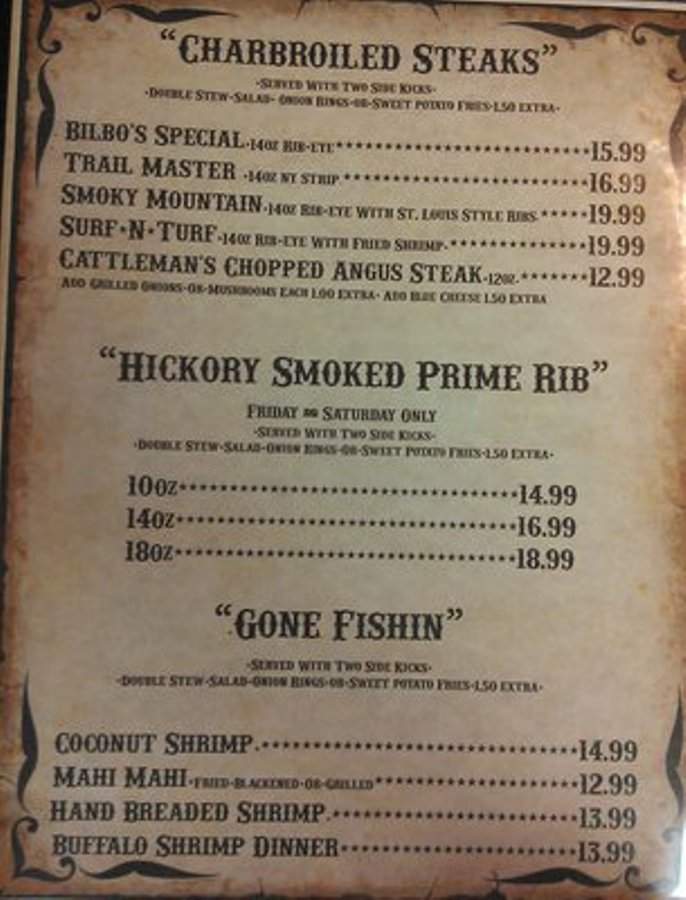 “CHARBROILED STEAKS”
-SERVED WITH TWO SIDE KICKS-
-DOUBLE STEW-SALAD- ONION RINGS-OR-SWEET POTATO FRIES-1.50 EXTRA-
BILBO'S SPECIAL-14OZ RIB-EYE**************************15.99
TRAIL MASTER -14OZ NY STRIP-*************************16.99
SMOKY MOUNTAIN-14OZ RIB-EYE WITH ST. LOUIS STYLE RIBS-*****19.99
SURF-N-TURF-14OZ RIB-EYE WITH FRIED SHRIMP-**************19.99
CATTLEMAN'S CHOPPED ANGUS STEAK-12OZ-*******12.99
ADD GRILLED ONIONS-OR-MUSHROOMS EACH 1.00 EXTRA- ADD BLUE CHEESE 1.50 EXTRA
“HICKORY SMOKED PRIME RIB”
FRIDAY AND SATURDAY ONLY
-SERVED WITH TWO SIDE KICKS-
-DOUBLE STEW-SALAD-ONION RINGS-OR-SWEET POTATO FRIES-1.50 EXTRA-
10OZ***********************************14.99
14OZ***********************************16.99
18OZ***********************************18.99
“GONE FISHIN”
-SERVED WITH TWO SIDE KICKS-
-DOUBLE STEW-SALAD-ONION RINGS-OR-SWEET POTATO FRIES-1.50 EXTRA-
COCONUT SHRIMP-*********************************14.99
MAHI MAHI-FRIED-BLACKENED-OR-GRILLED*********************12.99
HAND BREADED SHRIMP-*************************13.99
BUFFALO SHRIMP DINNER************************13.99